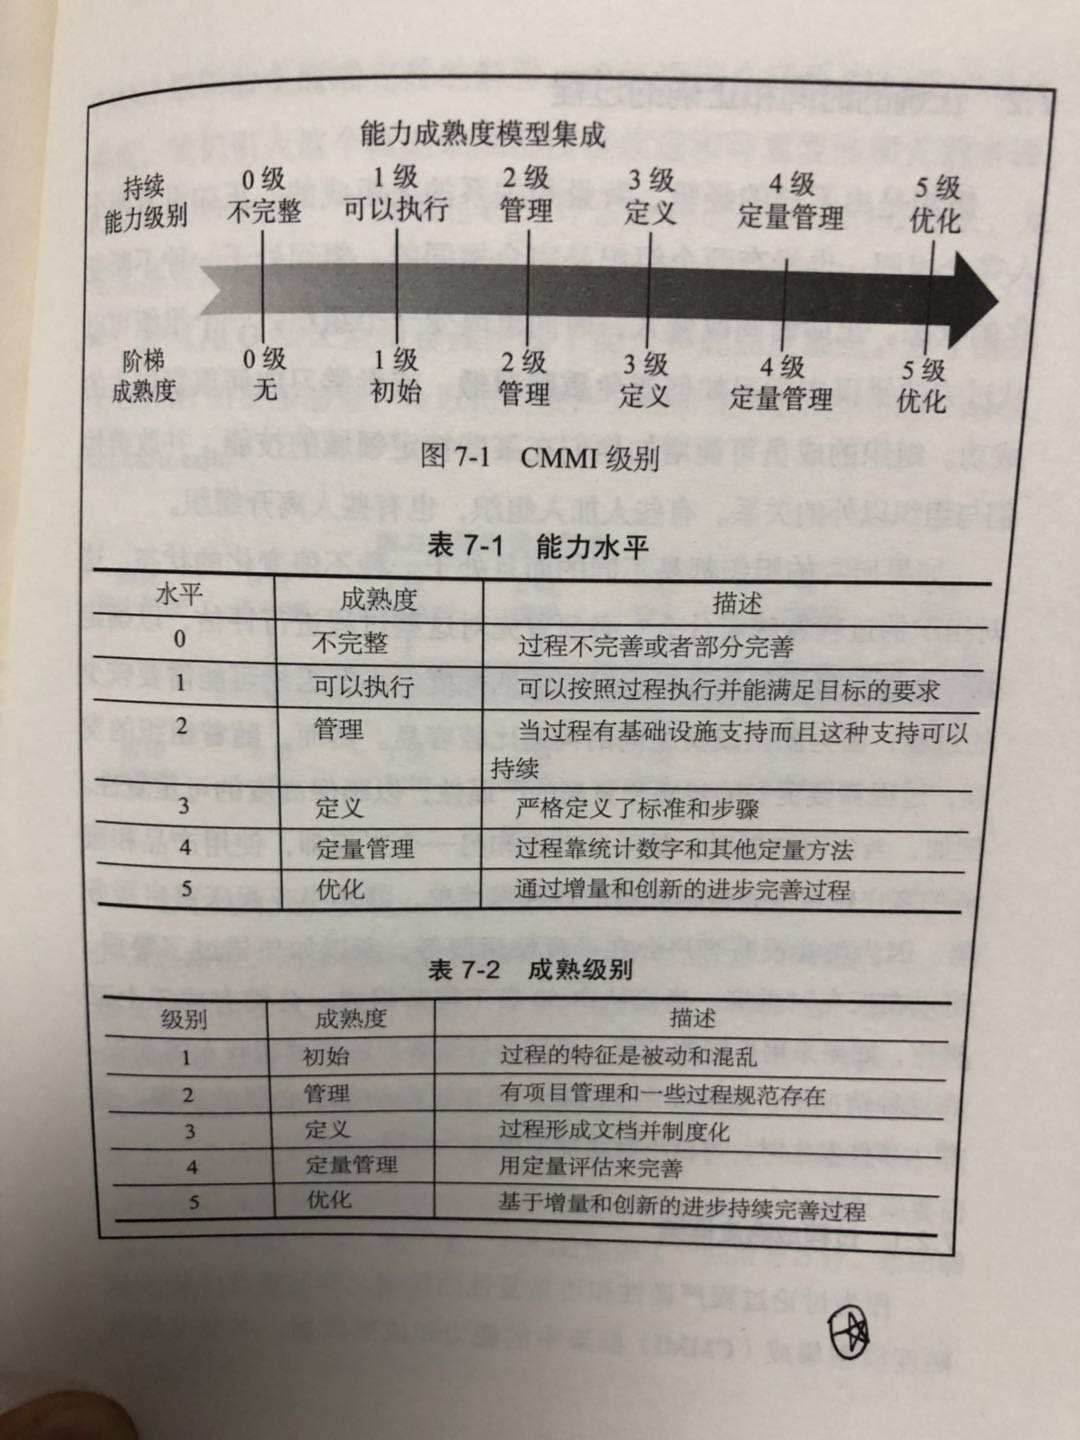 能力成熟度模型集成
持续
能力级别
0 级 1 级 2 级 3 级 4 级 5 级
不完整 可以执行 管理 定义 定量管理 优化
阶梯
成熟度
0 级 1 级 2 级 3 级 4 级 5 级
无 初始 管理 定义 定量管理 优化
图 7-1 CMMI 级别
表 7-1 能力水平
水平 成熟度 描述
0 不完整 过程不完善或者部分完善
1 可以执行 可以按照过程执行并能满足目标的要求
2 管理 当过程有基础设施支持而且这种支持可以
持续
3 定义 严格定义了标准和步骤
4 定量管理 过程靠统计数字和其他定量方法
5 优化 通过增量和创新的进步完善过程
表 7-2 成熟级别
级别 成熟度 描述
1 初始 过程的特征是被动和混乱
2 管理 有项目管理和一些过程规范存在
3 定义 过程形成文档并制度化
4 定量管理 用定量评估来完善
5 优化 基于增量和创新的进步持续完善过程